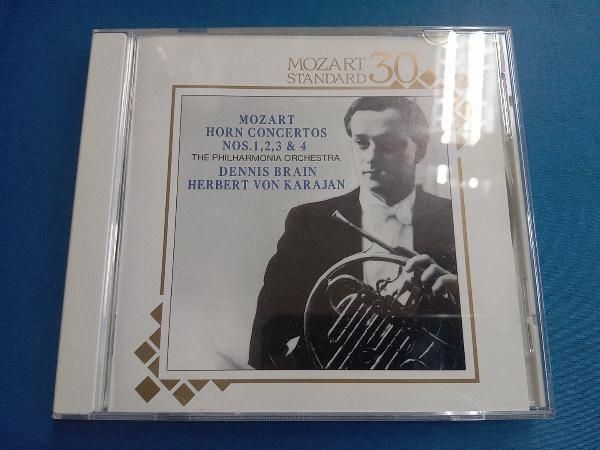 MOZART
STANDARD 30
MOZART
HORN CONCERTOS
NOS.1,2,3 & 4
THE PHILHARMONIA ORCHESTRA
DENNIS BRAIN
HERBERT VON KARAJAN